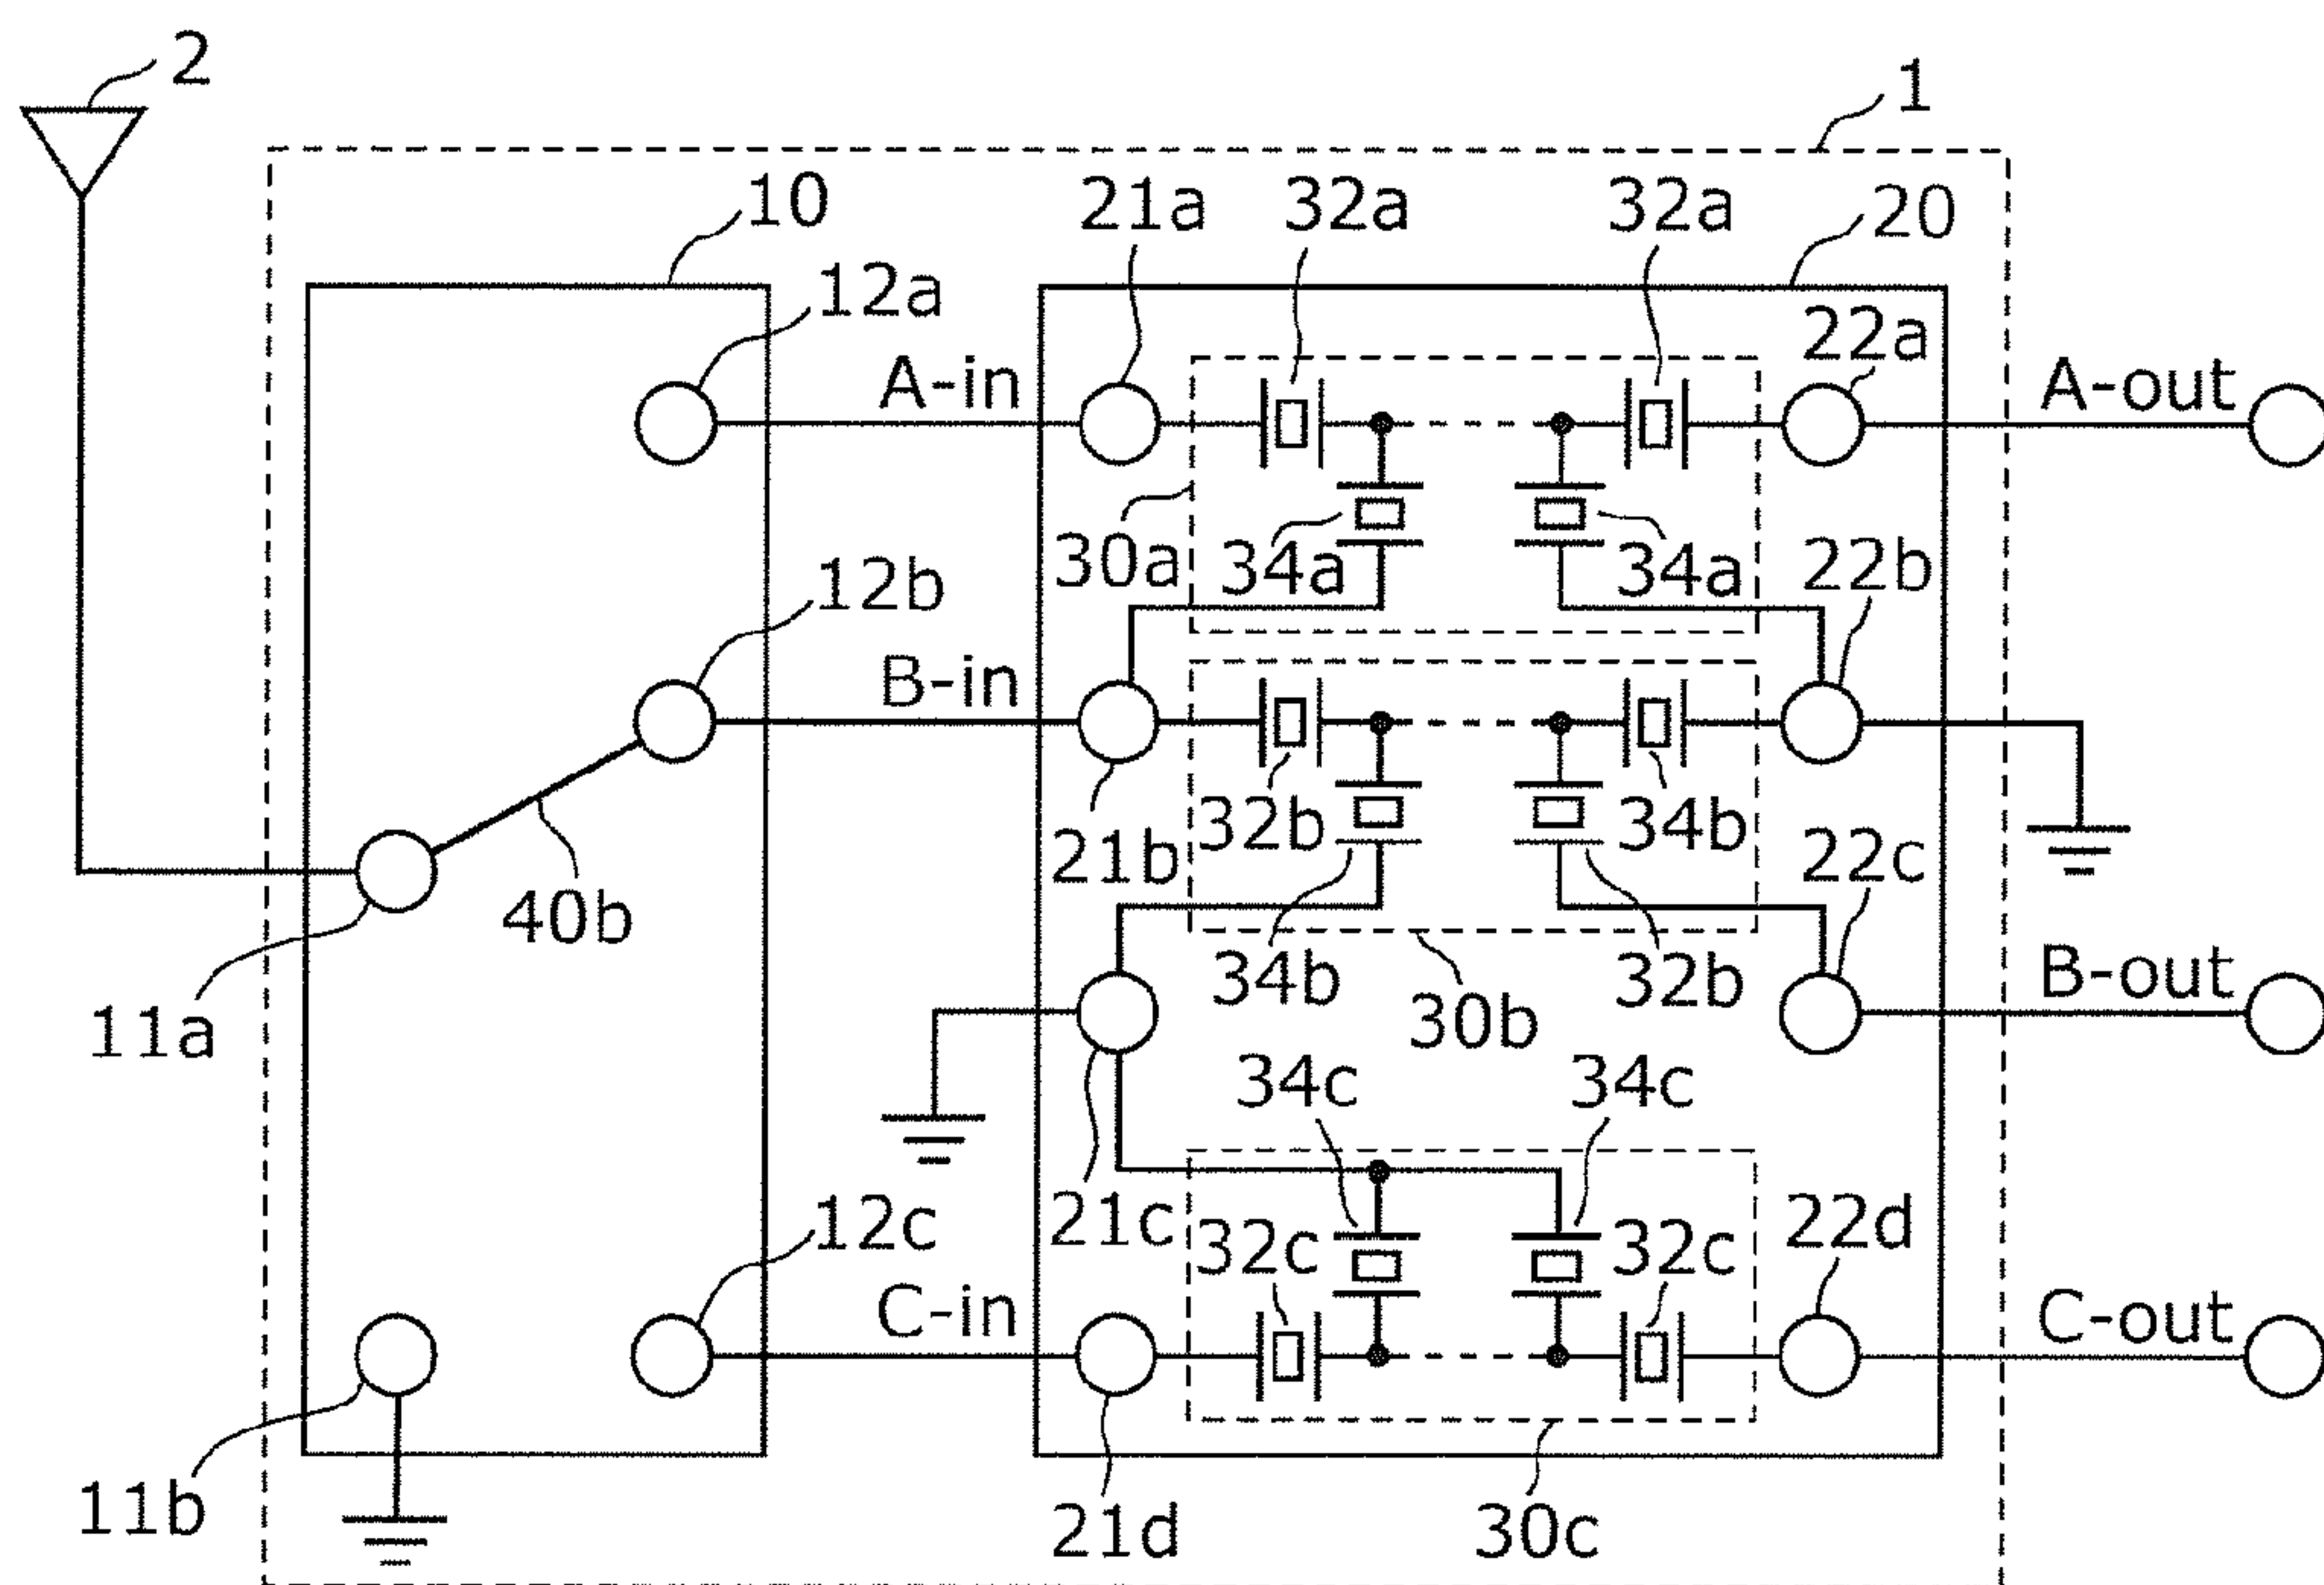 2
1
10
21a
32a
32a
20
12a
22a
A-in
A-out
30a
34a
34a
12b
22b
B-in
32b
34b
21b
22c
40b
11a
34b
32b
B-out
30b
34c
34c
12c
21c
32c
32c
22d
C-in
C-out
11b
21d
30c